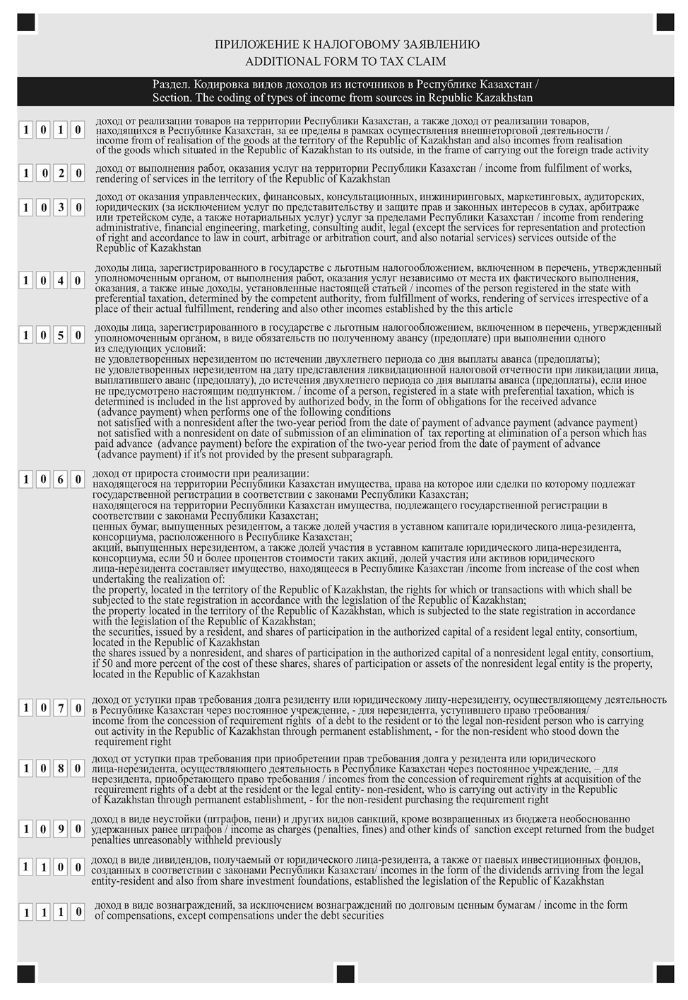 ПРИЛОЖЕНИЕ К НАЛОГОВОМУ ЗАЯВЛЕНИЮ
ADDITIONAL FORM TO TAX CLAIM
Раздел. Кодировка видов доходов из источников в Республике Казахстан /
Section. The coding of types of income from sources in Republic Kazakhstan
1 0 1 0
доход от реализации товаров на территории Республики Казахстан, а также доход от реализации товаров,
находящихся в Республике Казахстан, за ее пределы в рамках осуществления внешнеторговой деятельности /
income from of realisation of the goods at the territory of the Republic of Kazakhstan and also incomes from realisation
of the goods which situated in the Republic of Kazakhstan to its outside, in the frame of carrying out the foreign trade activity
1 0 2 0
доход от выполнения работ, оказания услуг на территории Республики Казахстан / income from fulfilment of works,
rendering of services in the territory of the Republic of Kazakhstan
1 0 3 0
доход от оказания управленческих, финансовых, консультационных, инжиниринговых, маркетинговых, аудиторских,
юридических (за исключением услуг по представительству и защите прав и законных интересов в судах, арбитраже
или третейском суде, а также нотариальных услуг) услуг за пределами Республики Казахстан / income from rendering
administrative, financial engineering, marketing, consulting audit, legal (except the services for representation and protection
of right and accordance to law in court, arbitrage or arbitration court, and also notarial services) services outside of the
Republic of Kazakhstan
1 0 4 0
доходы лица, зарегистрированного в государстве с льготным налогообложением, включенном в перечень, утвержденный
уполномоченным органом, от выполнения работ, оказания услуг независимо от места их фактического выполнения,
оказания, а также иные доходы, установленные настоящей статьей / incomes of the person registered in the state with
preferential taxation, determined by the competent authority, from fulfillment of works, rendering of services irrespective of a
place of their actual fulfillment, rendering and also other incomes established by the this article
1 0 5 0
доходы лица, зарегистрированного в государстве с льготным налогообложением, включенном в перечень, утвержденный
уполномоченным органом, в виде обязательств по полученному авансу (предоплате) при выполнении одного
из следующих условий:
не удовлетворенных нерезидентом по истечении двухлетнего периода со дня выплаты аванса (предоплаты);
не удовлетворенных нерезидентом на дату представления ликвидационной налоговой отчетности при ликвидации лица,
выплатившего аванс (предоплату), до истечения двухлетнего периода со дня выплаты аванса (предоплаты), если иное
не предусмотрено настоящим подпунктом. / income of a person, registered in a state with preferential taxation, which is
determined is included in the list approved by authorized body, in the form of obligations for the received advance
(advance payment) when performs one of the following conditions
not satisfied with a nonresident after the two-year period from the date of payment of advance payment (advance payment)
not satisfied with a nonresident on date of submission of an elimination of tax reporting at elimination of a person which has
paid advance (advance payment) before the expiration of the two-year period from the date of payment of advance
(advance payment) if it's not provided by the present subparagraph.
1 0 6 0
доход от прироста стоимости при реализации:
находящегося на территории Республики Казахстан имущества, права на которое или сделки по которому подлежат
государственной регистрации в соответствии с законами Республики Казахстан;
находящегося на территории Республики Казахстан имущества, подлежащего государственной регистрации в
соответствии с законами Республики Казахстан;
ценных бумаг, выпущенных резидентом, а также долей участия в уставном капитале юридического лица-резидента,
консорциума, расположенного в Республике Казахстан;
акций, выпущенных нерезидентом, а также долей участия в уставном капитале юридического лица-нерезидента,
консорциума, если 50 и более процентов стоимости таких акций, долей участия или активов юридического
лица-нерезидента составляет имущество, находящееся в Республике Казахстан /income from increase of the cost when
undertaking the realization of:
the property, located in the territory of the Republic of Kazakhstan, the rights for which or transactions with which shall be
subjected to the state registration in accordance with the legislation of the Republic of Kazakhstan;
the property located in the territory of the Republic of Kazakhstan, which is subjected to the state registration in accordance
with the legislation of the Republic of Kazakhstan;
the securities, issued by a resident, and shares of participation in the authorized capital of a resident legal entity, consortium,
located in the Republic of Kazakhstan
the shares issued by a nonresident, and shares of participation in the authorized capital of a nonresident legal entity, consortium,
if 50 and more percent of the cost of these shares, shares of participation or assets of the nonresident legal entity is the property,
located in the Republic of Kazakhstan
1 0 7 0
доход от уступки прав требования долга резиденту или юридическому лицу-нерезиденту, осуществляющему деятельность
в Республике Казахстан через постоянное учреждение, - для нерезидента, уступившего право требования/
income from the concession of requirement rights of a debt to the resident or to the legal non-resident person who is carrying
out activity in the Republic of Kazakhstan through permanent establishment, - for the non-resident who stood down the
requirement right
1 0 8 0
доход от уступки прав требования при приобретении прав требования долга у резидента или юридического
лица-нерезидента, осуществляющего деятельность в Республике Казахстан через постоянное учреждение, – для
нерезидента, приобретающего право требования / incomes from the concession of requirement rights at acquisition of the
requirement rights of a debt at the resident or the legal entity- non-resident, who is carrying out activity in the Republic
of Kazakhstan through permanent establishment, - for the non-resident purchasing the requirement right
1 0 9 0
доход в виде неустойки (штрафов, пени) и других видов санкций, кроме возвращенных из бюджета необоснованно
удержанных ранее штрафов / income as charges (penalties, fines) and other kinds of sanction except returned from the budget
penalties unreasonably withheld previously
1 1 0 0
доход в виде дивидендов, получаемый от юридического лица-резидента, а также от паевых инвестиционных фондов,
созданных в соответствии с законами Республики Казахстан/ incomes in the form of the dividends arriving from the legal
entity-resident and also from share investment foundations, established the legislation of the Republic of Kazakhstan
1 1 1 0
доход в виде вознаграждений, за исключением вознаграждений по долговым ценным бумагам / income in the form
of compensations, except compensations under the debt securities